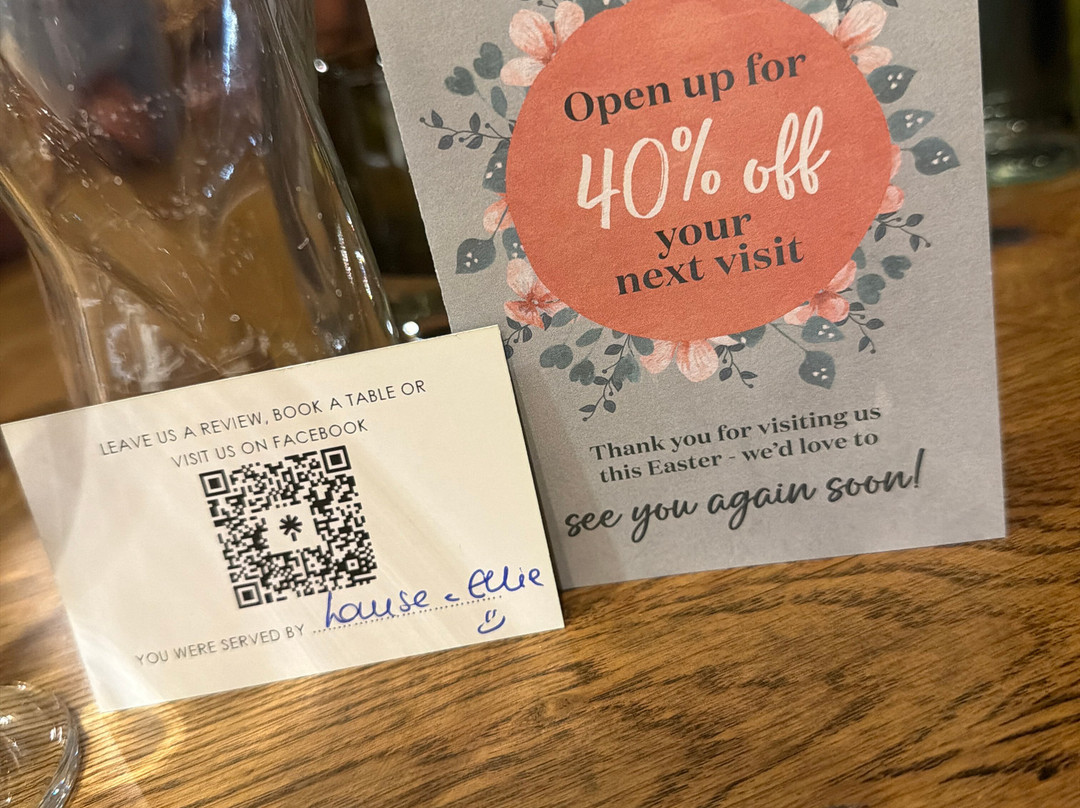 Open up for
40% off
your
next visit
Thank you for visiting us
this Easter - we'd love to
see you again soon!
LEAVE US A REVIEW, BOOK A TABLE OR
VISIT US ON FACEBOOK
YOU WERE SERVED BY Louise - Ellie